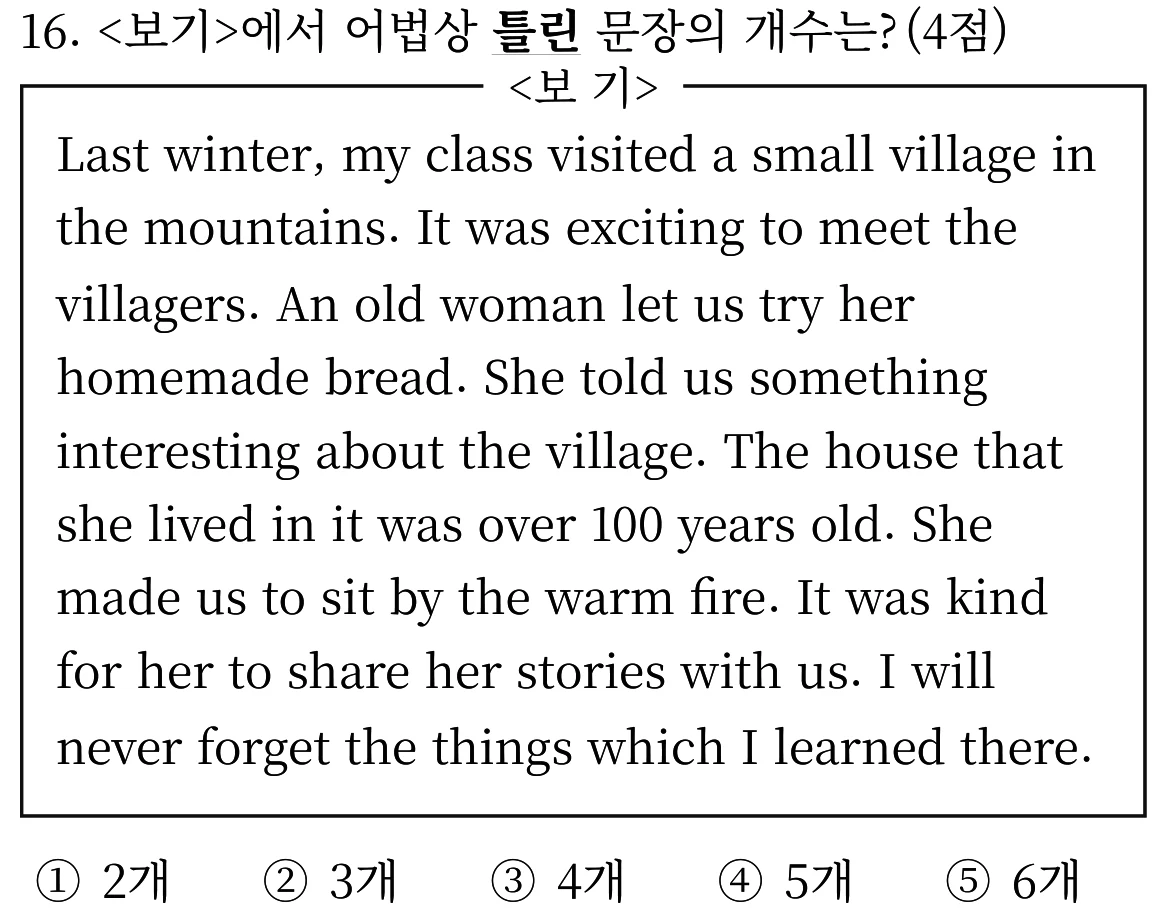 16. <보기>에서 어법상 틀린 문장의 개수는? (4점)
<보 기>
Last winter, my class visited a small village in
the mountains. It was exciting to meet the
villagers. An old woman let us try her
homemade bread. She told us something
interesting about the village. The house that
she lived in it was over 100 years old. She
made us to sit by the warm fire. It was kind
for her to share her stories with us. I will
never forget the things which I learned there.
① 2개 ② 3개 ③ 4개 ④ 5개 ⑤ 6개